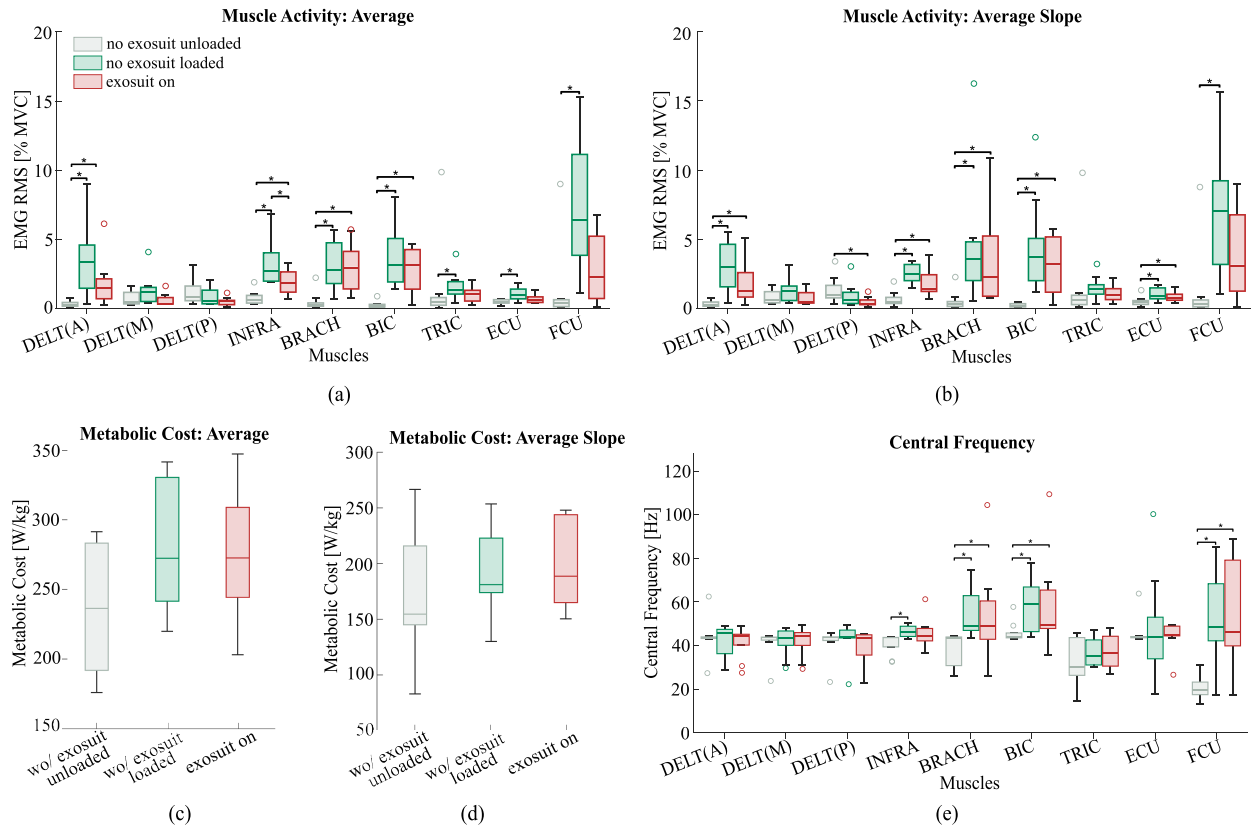 Muscle Activity: Average
20
15
10
5
0
EMG RMS [% MVC]
no exosuit unloaded
no exosuit loaded
exosuit on
*
*
*
*
*
*
*
*
*
*
*
*
DELT(A)
DELT(M)
DELT(P)
INFRA
BRACH
BIC
TRIC
ECU
FCU
Muscles
(a)
Muscle Activity: Average Slope
20
15
10
5
0
EMG RMS [% MVC]
*
*
*
*
*
*
*
*
*
*
*
*
DELT(A)
DELT(M)
DELT(P)
INFRA
BRACH
BIC
TRIC
ECU
FCU
Muscles
(b)
Metabolic Cost: Average
350
300
250
200
150
Metabolic Cost [W/kg]
wo/ exosuit
unloaded
wo/ exosuit
loaded
exosuit on
(c)
Metabolic Cost: Average Slope
300
250
200
150
100
50
Metabolic Cost [W/kg]
wo/ exosuit
unloaded
wo/ exosuit
loaded
exosuit on
(d)
Central Frequency
120
100
80
60
40
20
0
Central Frequency [Hz]
*
*
*
*
*
*
*
DELT(A)
DELT(M)
DELT(P)
INFRA
BRACH
BIC
TRIC
ECU
FCU
Muscles
(e)